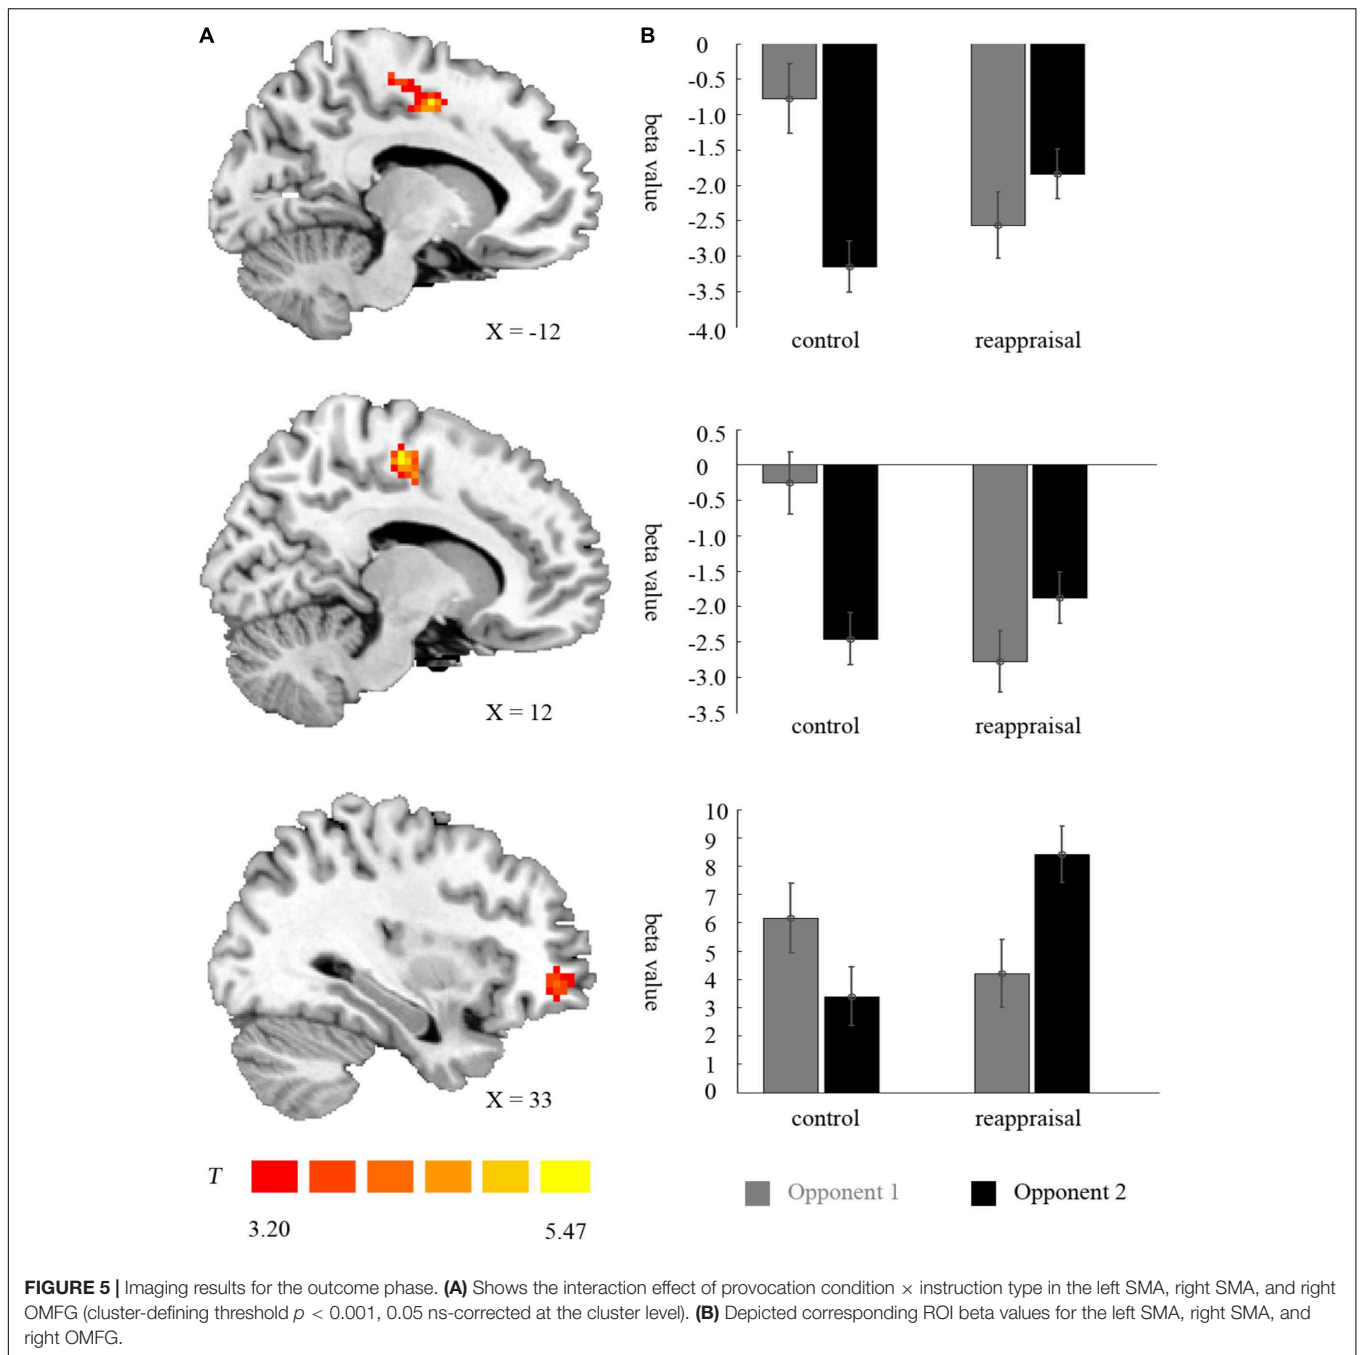 A
B
0
-0.5
-1.0
-1.5
-2.0
-2.5
-3.0
-3.5
-4.0
beta value
control reappraisal
X = -12
0.5
0
-0.5
-1.0
-1.5
-2.0
-2.5
-3.0
-3.5
beta value
control reappraisal
X = 12
10
9
8
7
6
5
4
3
2
1
0
beta value
control reappraisal
X = 33
T
3.20 5.47
Opponent 1 Opponent 2
FIGURE 5 | Imaging results for the outcome phase. (A) Shows the interaction effect of provocation condition × instruction type in the left SMA, right SMA, and right
OMFG (cluster-defining threshold p < 0.001, 0.05 ns-corrected at the cluster level). (B) Depicted corresponding ROI beta values for the left SMA, right SMA, and
right OMFG.